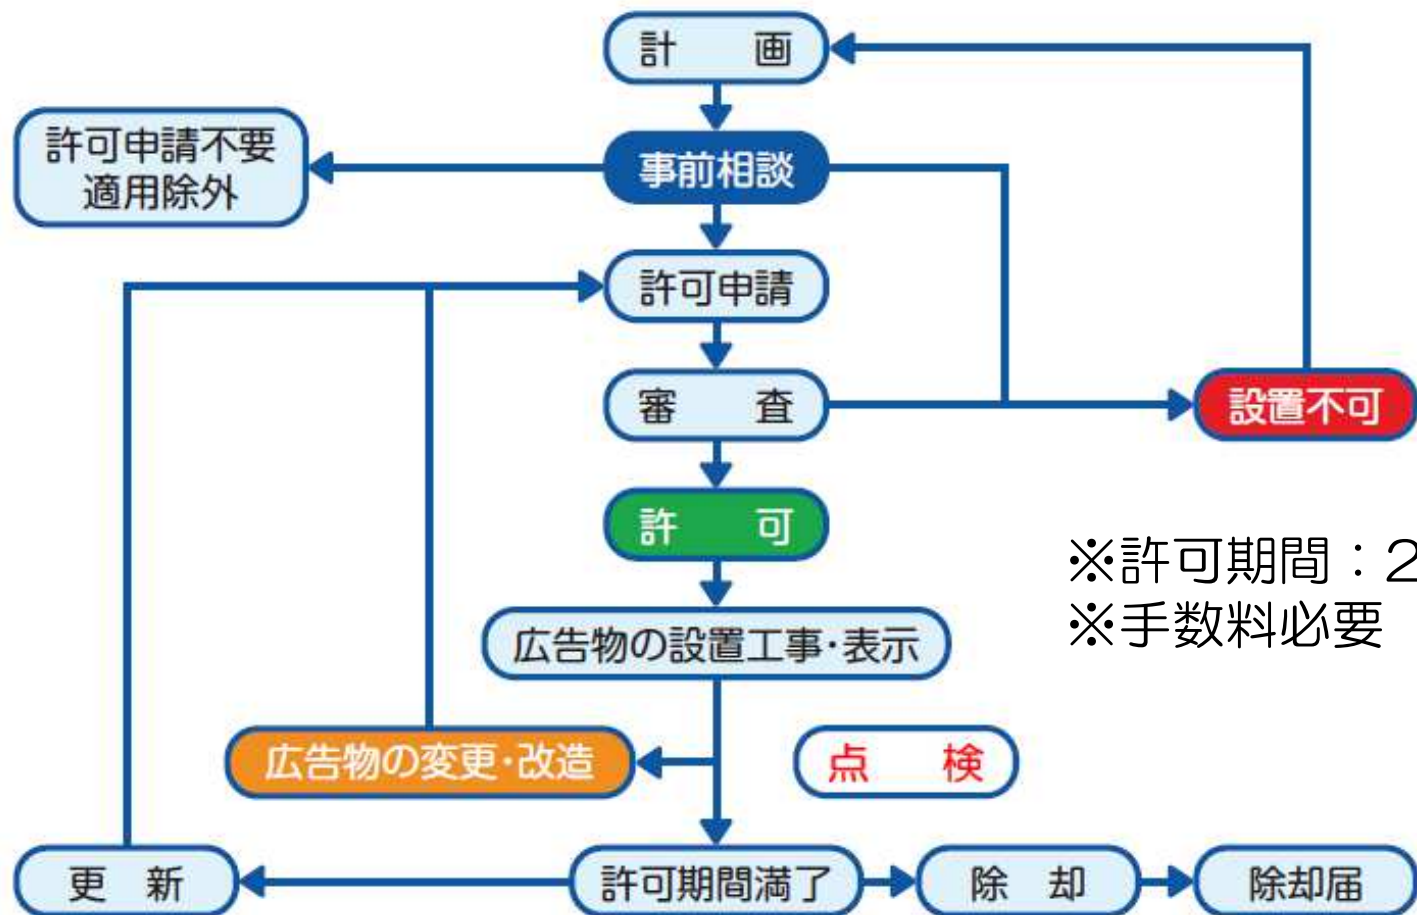 計　画
許可申請不要
適用除外
事前相談
許可申請
審　査
設置不可
許　可
※許可期間：2
※手数料必要
広告物の設置工事・表示
広告物の変更・改造
点　検
更　新
許可期間満了
除　却
除却届